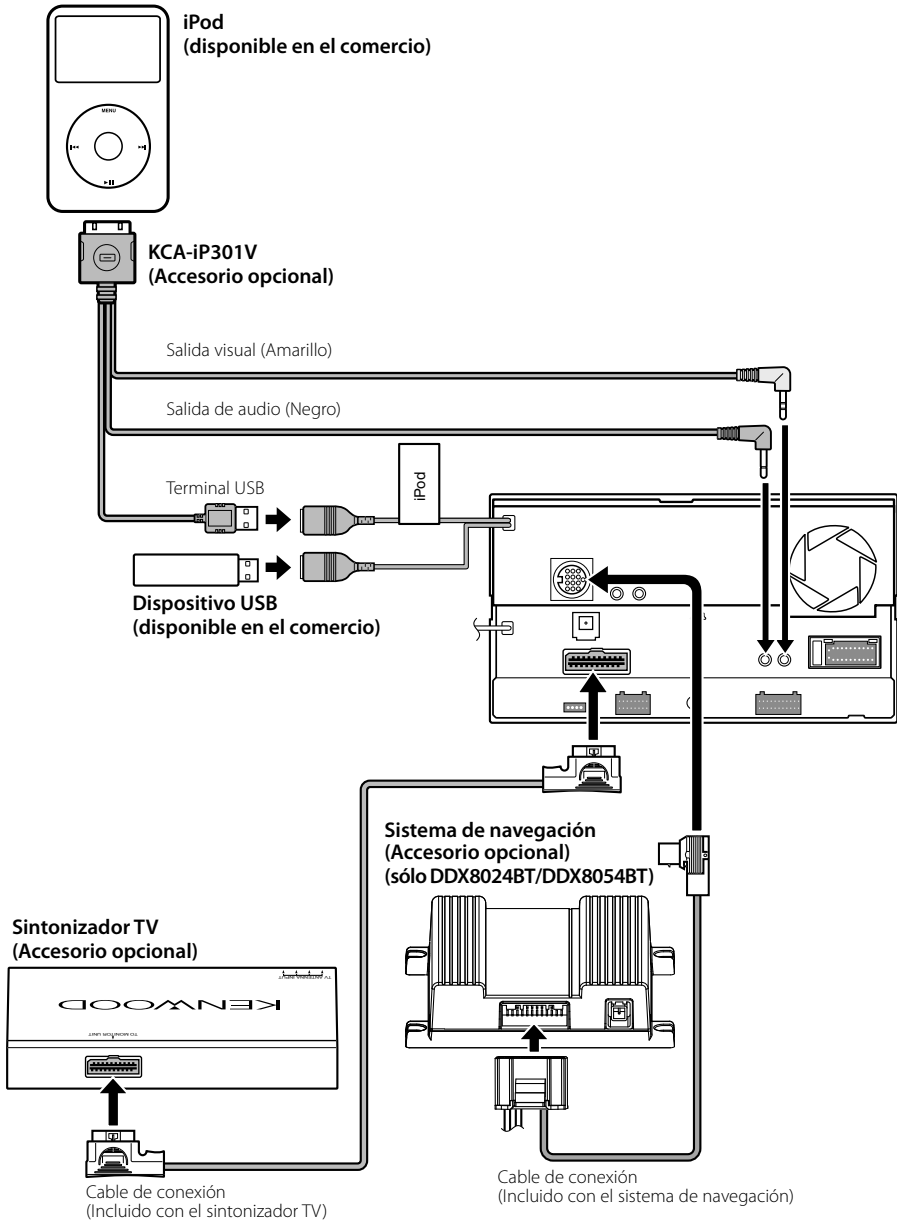 iPod
(disponible en el comercio)
MENU
KCA-iP301V
(Accesorio opcional)
Salida visual (Amarillo)
Salida de audio (Negro)
iPod
Terminal USB
Dispositivo USB
(disponible en el comercio)
Sistema de navegación
(Accesorio opcional)
(sólo DDX8024BT/DDX8054BT)
Sintonizador TV
(Accesorio opcional)
TV ANTENNA INPUT
KENWOOD
TO MONITOR UNIT
Cable de conexión
(Incluido con el sintonizador TV)
Cable de conexión
(Incluido con el sistema de navegación)